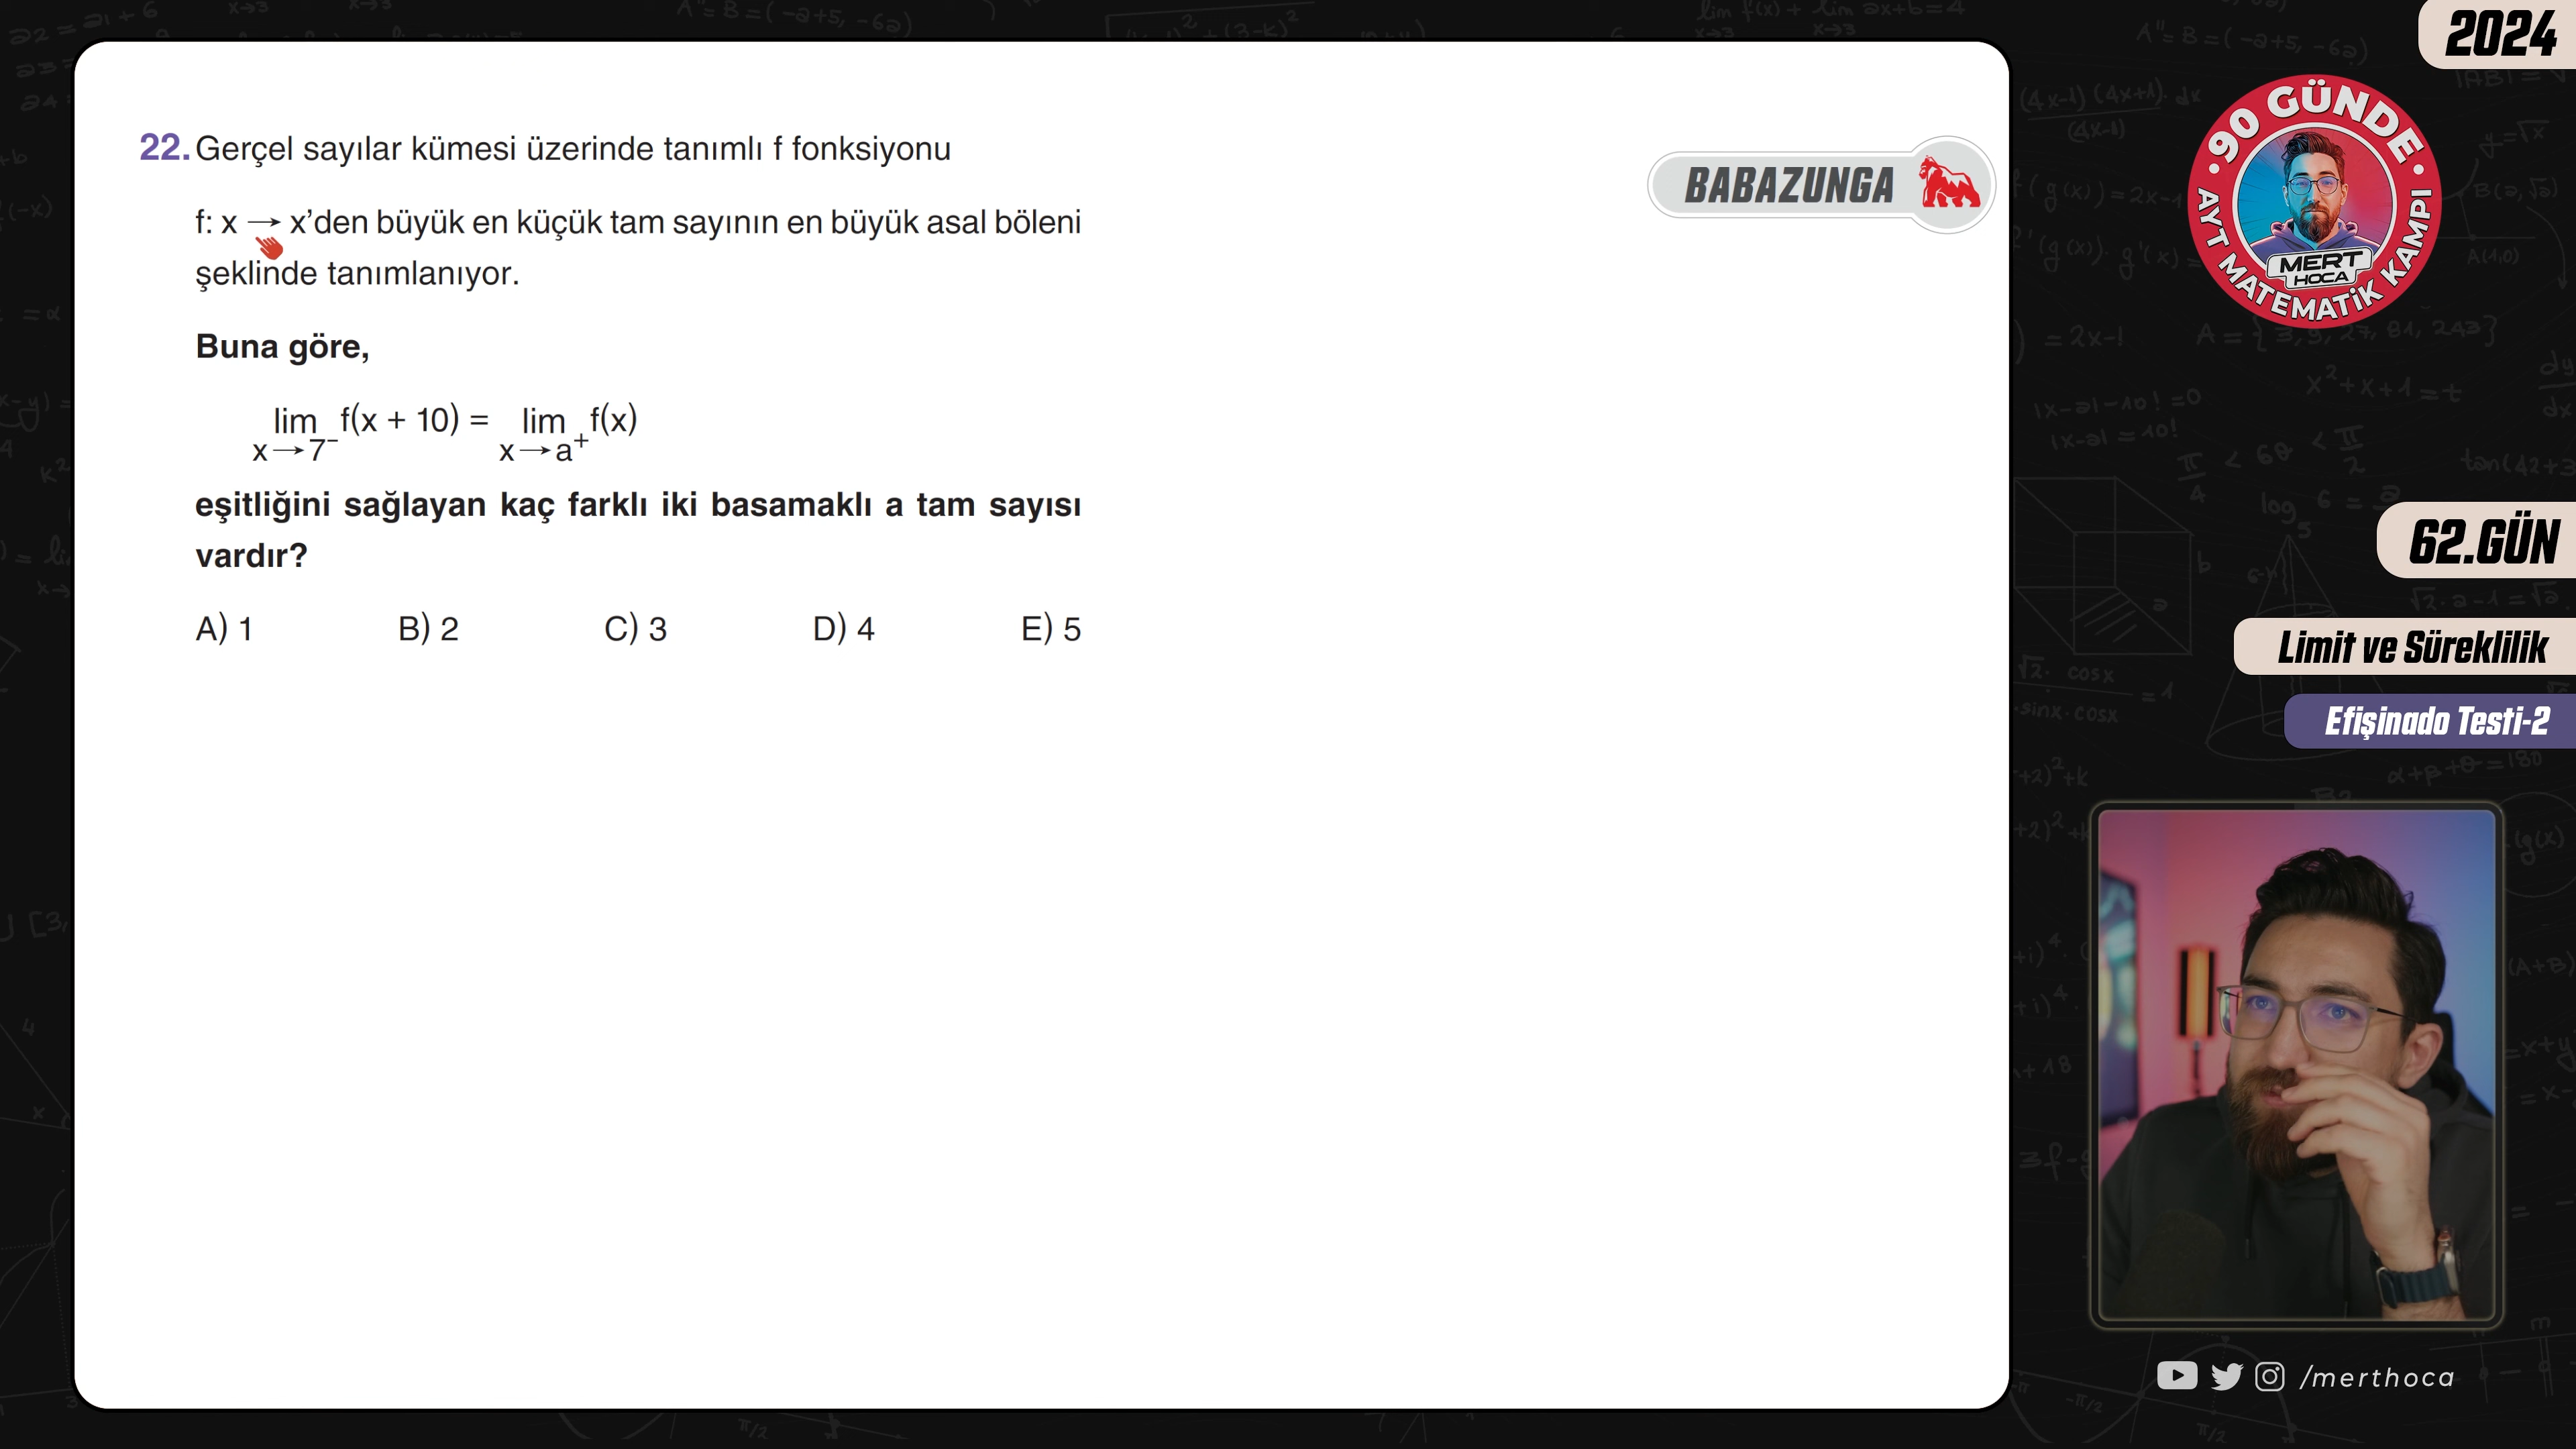 2024
90 GÜNDE
AYT MATEMATİK KAMPI
MERT
HOCA
BABAZUNGA
22. Gerçel sayılar kümesi üzerinde tanımlı f fonksiyonu
f: x → x’den büyük en küçük tam sayının en büyük asal böleni
şeklinde tanımlanıyor.
Buna göre,
lim f(x + 10) = lim f(x)
x→7⁻ x→a⁺
eşitliğini sağlayan kaç farklı iki basamaklı a tam sayısı
vardır?
A) 1 B) 2 C) 3 D) 4 E) 5
62.GÜN
Limit ve Süreklilik
Efişinado Testi-2
/merthoca